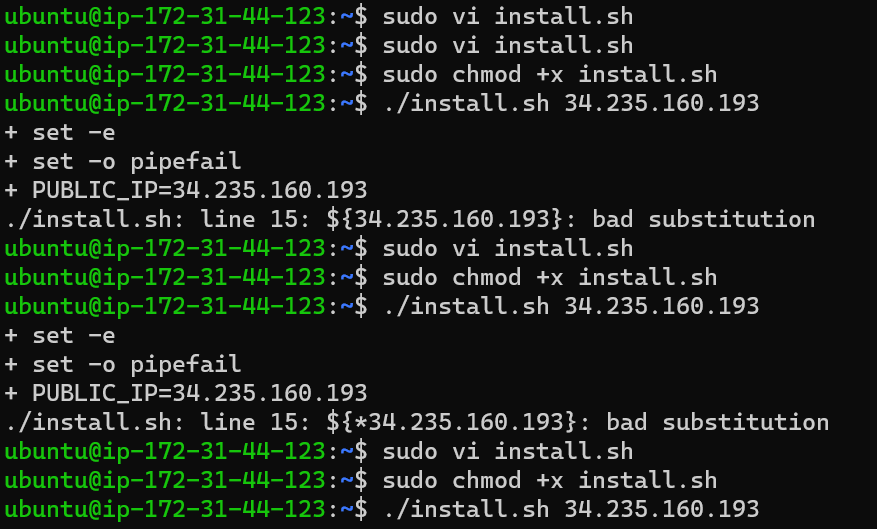 ubuntu@ip-172-31-44-123:~$ sudo vi install.sh
ubuntu@ip-172-31-44-123:~$ sudo vi install.sh
ubuntu@ip-172-31-44-123:~$ sudo chmod +x install.sh
ubuntu@ip-172-31-44-123:~$ ./install.sh 34.235.160.193
+ set -e
+ set -o pipefail
+ PUBLIC_IP=34.235.160.193
./install.sh: line 15: ${34.235.160.193}: bad substitution
ubuntu@ip-172-31-44-123:~$ sudo vi install.sh
ubuntu@ip-172-31-44-123:~$ sudo chmod +x install.sh
ubuntu@ip-172-31-44-123:~$ ./install.sh 34.235.160.193
+ set -e
+ set -o pipefail
+ PUBLIC_IP=34.235.160.193
./install.sh: line 15: ${*34.235.160.193}: bad substitution
ubuntu@ip-172-31-44-123:~$ sudo vi install.sh
ubuntu@ip-172-31-44-123:~$ sudo chmod +x install.sh
ubuntu@ip-172-31-44-123:~$ ./install.sh 34.235.160.193